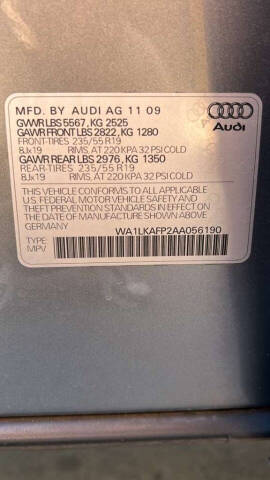 MFD. BY AUDI AG 11 09
GVWR LBS 5567, KG 2525
GAWR FRONT LBS 2822, KG 1280
FRONT-TIRES 235/55 R19
8Jx19 RIMS, AT 220 KPA 32 PSI COLD
GAWR REAR LBS 2976, KG 1350
REAR-TIRES 235/55 R19
8Jx19 RIMS, AT 220 KPA 32 PSI COLD
THIS VEHICLE CONFORMS TO ALL APPLICABLE
U.S. FEDERAL MOTOR VEHICLE SAFETY BUMPER
AND THEFT PREVENTION STANDARDS IN EFFECT
ON THE DATE OF MANUFACTURE SHOWN ABOVE
GERMANY
TYPE: WA1LKAFP2AA056190
MPV
Audi